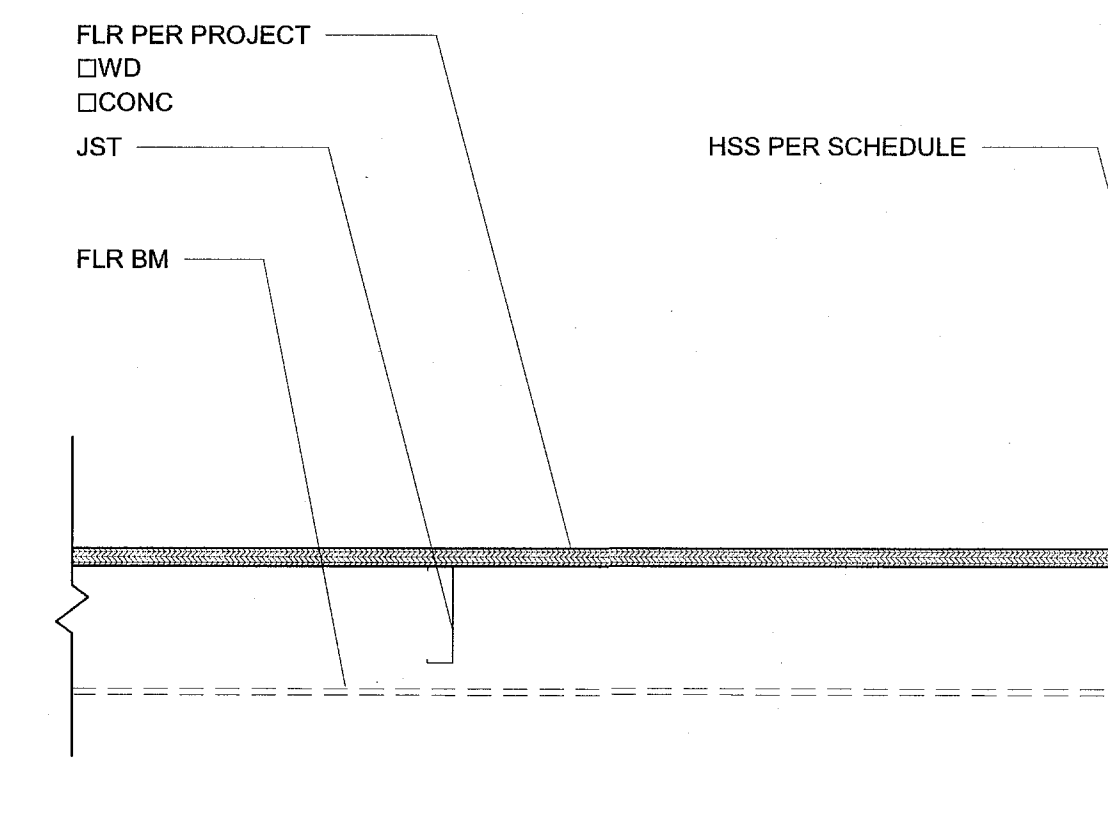 FLR PER PROJECT
□WD
□CONC
JST
HSS PER SCHEDULE
FLR BM